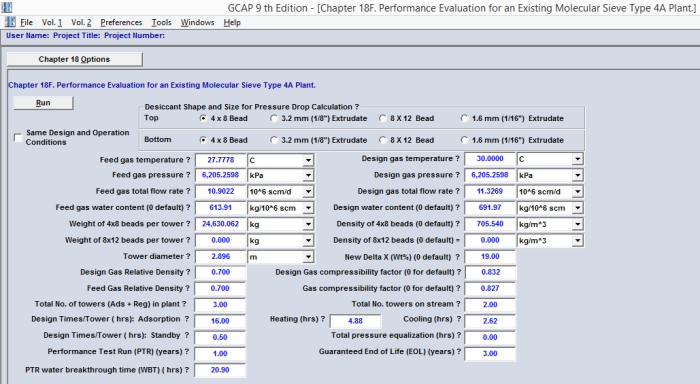 GCAP 9 th Edition - [Chapter 18F. Performance Evaluation for an Existing Molecular Sieve Type 4A Plant.]
File Vol. 1 Vol. 2 Preferences Tools Windows Help
User Name: Project Title: Project Number:
Chapter 18 Options
Chapter 18F. Performance Evaluation for an Existing Molecular Sieve Type 4A Plant.
Run
Desiccant Shape and Size for Pressure Drop Calculation ?
Top 4 x 8 Bead 3.2 mm (1/8") Extrudate 8 X 12 Bead 1.6 mm (1/16") Extrudate
Same Design and Operation Conditions
Bottom 4 x 8 Bead 3.2 mm (1/8") Extrudate 8 X 12 Bead 1.6 mm (1/16") Extrudate
Feed gas temperature ? 27.7778 C Design gas temperature ? 30.0000 C
Feed gas pressure ? 6,205.2598 kPa Design gas pressure ? 6,205.2598 kPa
Feed gas total flow rate ? 10.9022 10^6 scm/d Design gas total flow rate ? 11.3269 10^6 scm/d
Feed gas water content (0 default) ? 613.91 kg/10^6 scm Design water content (0 default) ? 691.97 kg/10^6 scm
Weight of 4x8 beads per tower ? 24,630.062 kg Density of 4x8 beads (0 default) ? 705.540 kg/m^3
Weight of 8x12 beads per tower ? 0.000 kg Density of 8x12 beads (0 default) = 0.000 kg/m^3
Tower diameter ? 2.896 m New Delta X (Wt%) (0 default) ? 19.00
Design Gas Relative Density ? 0.700 Design Gas compressibility factor (0 for default) ? 0.832
Feed Gas Relative Density ? 0.700 Gas compressibility factor (0 for default) ? 0.827
Total No. of towers (Ads + Reg) in plant ? 3.00 Total No. towers on stream ? 2.00
Design Times/Tower ( hrs): Adsorption ? 16.00 Heating (hrs) ? 4.88 Cooling (hrs) ? 2.62
Design Times/Tower ( hrs): Standby ? 0.50 Total pressure equalization (hrs) ? 0.00
Performance Test Run (PTR) (years) ? 1.00 Guaranteed End of Life (EOL) (years) ? 3.00
PTR water breakthrough time (WBT) ( hrs) ? 20.90